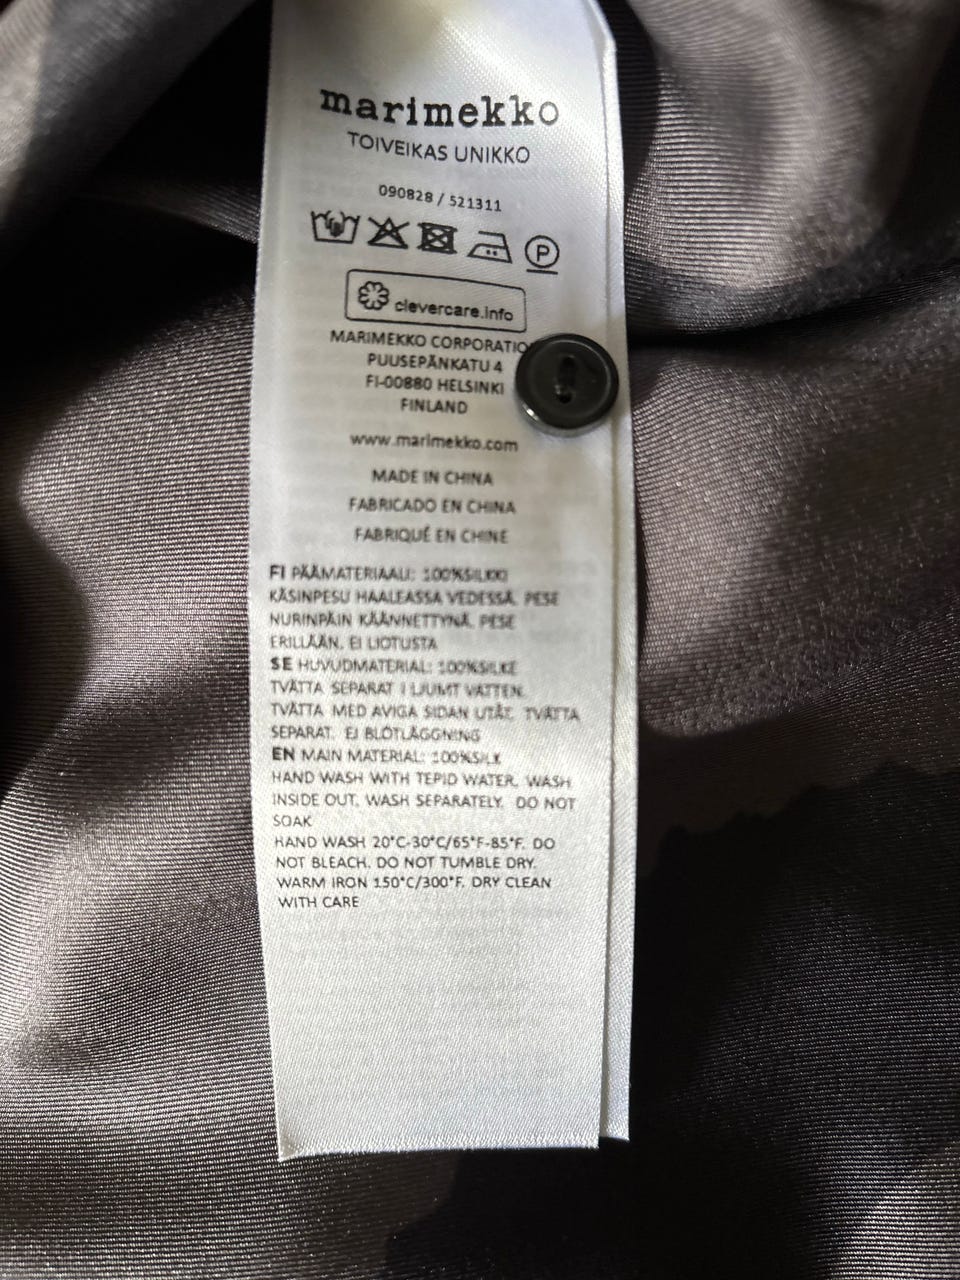 marimekko
TOIVEIKAS UNIKKO
090828 / 521311
P
clevercare.info
MARIMEKKO CORPORATIO
PUUSEPÄNKATU 4
FI-00880 HELSINKI
FINLAND
www.marimekko.com
MADE IN CHINA
FABRICADO EN CHINA
FABRIQUÉ EN CHINE
FI PÄÄMATERIAALI: 100%SILKKI
KÄSINPESU HAALEASSA VEDESSÄ. PESE
NURINPÄIN KÄÄNNETTYNÄ. PESE
ERILLÄÄN. EI LIOTUSTA
SE HUVUDMATERIAL: 100%SILKE
TVÄTTA SEPARAT I LJUMT VATTEN.
TVÄTTA MED AVIGA SIDAN UTÅT. TVÄTTA
SEPARAT. EJ BLÖTLÄGGNING
EN MAIN MATERIAL: 100%SILK
HAND WASH WITH TEPID WATER. WASH
INSIDE OUT. WASH SEPARATELY. DO NOT
SOAK
HAND WASH 20°C-30°C/65°F-85°F. DO
NOT BLEACH. DO NOT TUMBLE DRY.
WARM IRON 150°C/300°F. DRY CLEAN
WITH CARE